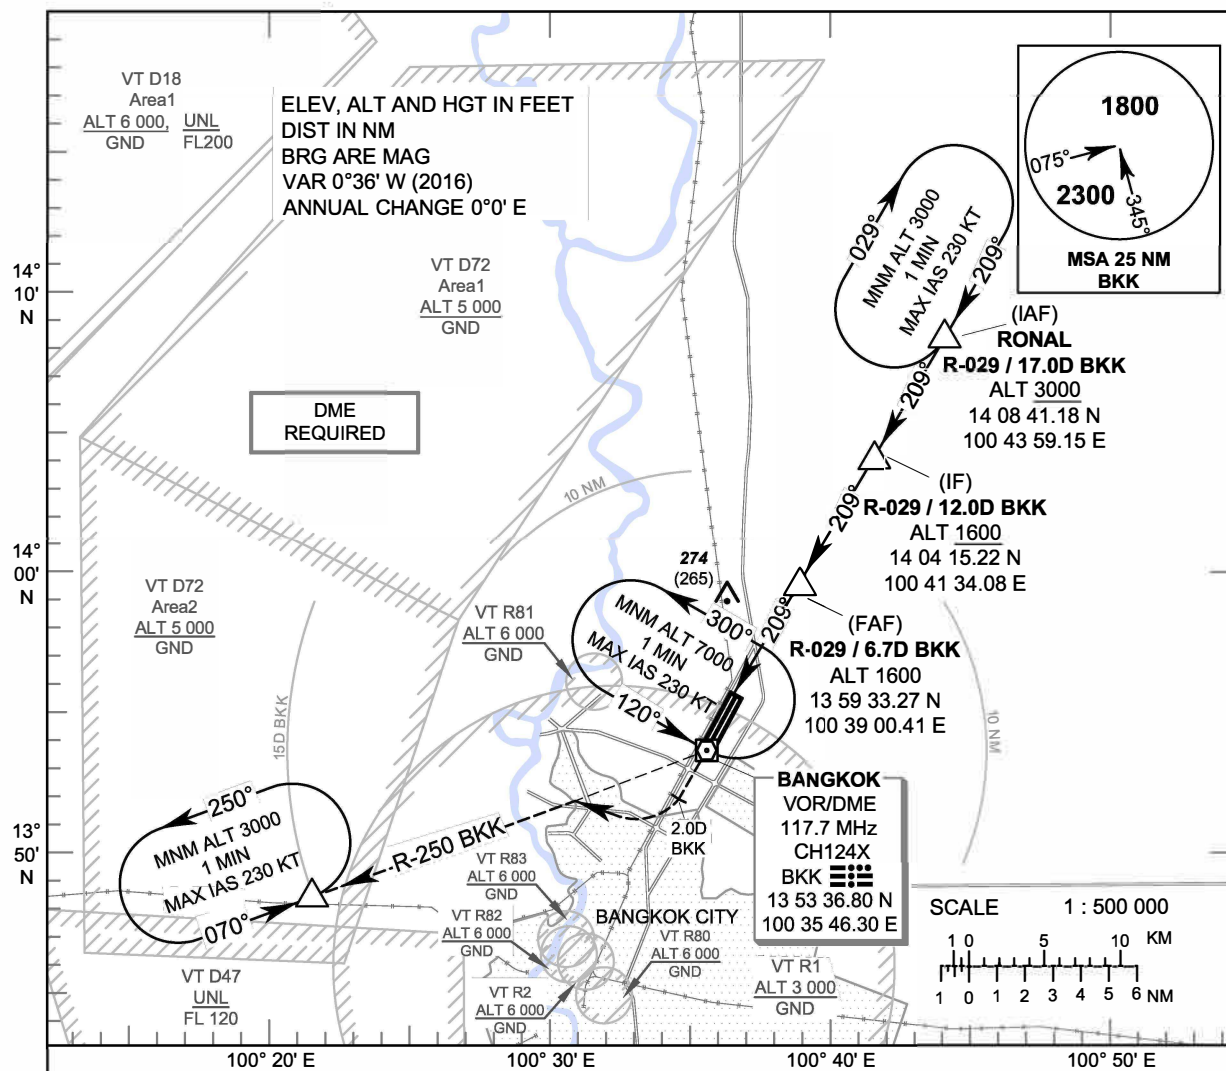 VT D18
Area1
ALT 6 000, UNL
GND FL200
ELEV, ALT AND HGT IN FEET
DIST IN NM
BRG ARE MAG
VAR 0°36' W (2016)
ANNUAL CHANGE 0°0' E
1800
075°
2300
345°
MSA 25 NM
BKK
029°
MNM ALT 3000
1 MIN
MAX IAS 230 KT
209°
VT D72
Area1
ALT 5 000
GND
14°
10'
N
(IAF)
RONAL
R-029 / 17.0D BKK
ALT 3000
14 08 41.18 N
100 43 59.15 E
209°
DME
REQUIRED
10 NM
(IF)
R-029 / 12.0D BKK
ALT 1600
14 04 15.22 N
100 41 34.08 E
209°
14°
00'
N
274
(265)
VT D72
Area2
ALT 5 000
GND
VT R81
ALT 6 000
GND
300°
MNM ALT 7000
1 MIN
MAX IAS 230 KT
120°
209°
(FAF)
R-029 / 6.7D BKK
ALT 1600
13 59 33.27 N
100 39 00.41 E
15D BKK
10 NM
BANGKOK
VOR/DME
117.7 MHz
CH124X
BKK
13 53 36.80 N
100 35 46.30 E
250°
MNM ALT 3000
1 MIN
MAX IAS 230 KT
070°
R-250 BKK
2.0D
BKK
13°
50'
N
VT R83
ALT 6 000
GND
VT R82
ALT 6 000
GND
BANGKOK CITY
VT R80
ALT 6 000
GND
VT R2
ALT 6 000
GND
VT R1
ALT 3 000
GND
VT D47
UNL
FL 120
SCALE 1 : 500 000
1 0 5 10 KM
1 0 1 2 3 4 5 6 NM
100° 20' E
100° 30' E
100° 40' E
100° 50' E